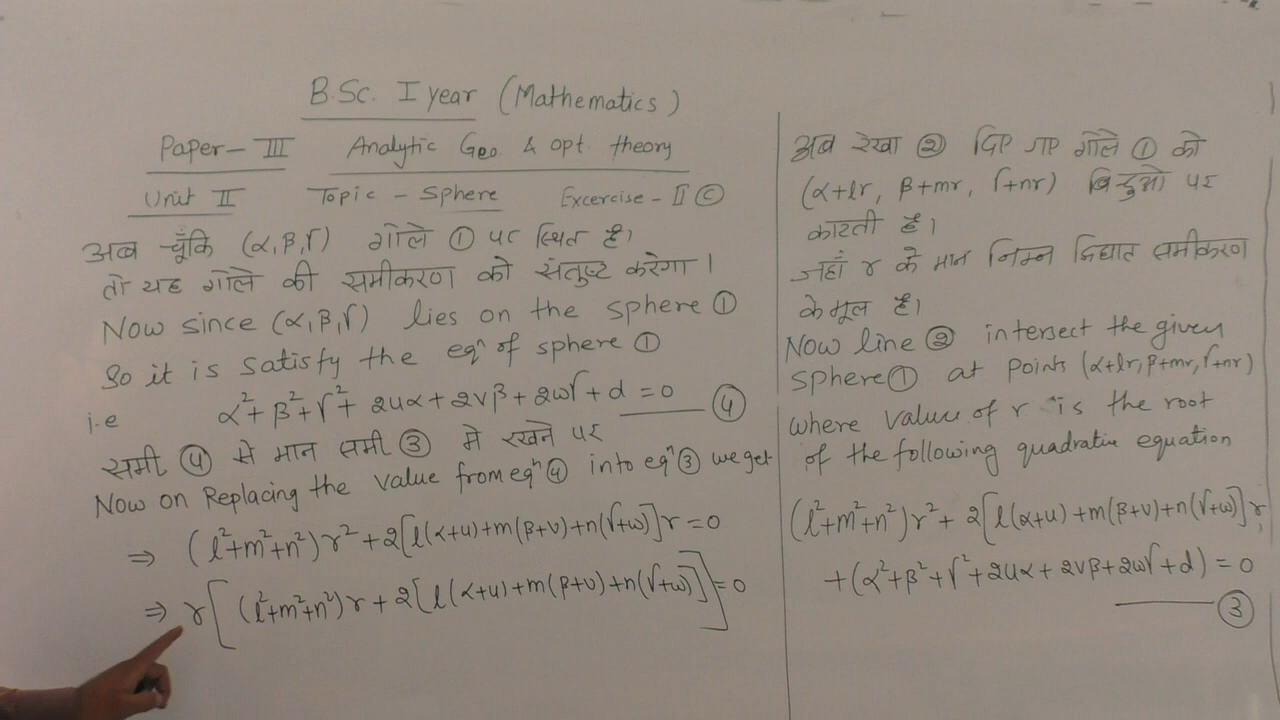 B.Sc. I year (Mathematics)
Paper-III Analytic Geo. & opt. theory
Unit II Topic - Sphere Excercise - II (C)
अब चूँकि (α,β,γ) गोले ① पर स्थित है।
तो यह गोले की समीकरण को संतुष्ट करेगा।
Now since (α,β,γ) lies on the sphere ①
So it is satisfy the eqⁿ of sphere ①
i.e α²+β²+γ²+2uα+2vβ+2wγ+d=0 —— ④
समी ④ से मान समी ③ में रखने पर
Now on Replacing the value from eqⁿ ④ into eqⁿ ③ we get
⇒ (l²+m²+n²)r²+2[l(α+u)+m(β+v)+n(γ+w)]r=0
⇒ r[(l²+m²+n²)r+2[l(α+u)+m(β+v)+n(γ+w)]]=0
अब रेखा ② दिए गए गोले ① को
(α+lr, β+mr, γ+nr) बिन्दुओ पर
काटती है।
जहाँ r के मान निम्न द्विघात समीकरण
के मूल है।
Now line ② intersect the given
sphere ① at points (α+lr, β+mr, γ+nr)
where value of r is the root
of the following quadratic equation
(l²+m²+n²)r²+2[l(α+u)+m(β+v)+n(γ+w)]r
+(α²+β²+γ²+2uα+2vβ+2wγ+d)=0
—— ③